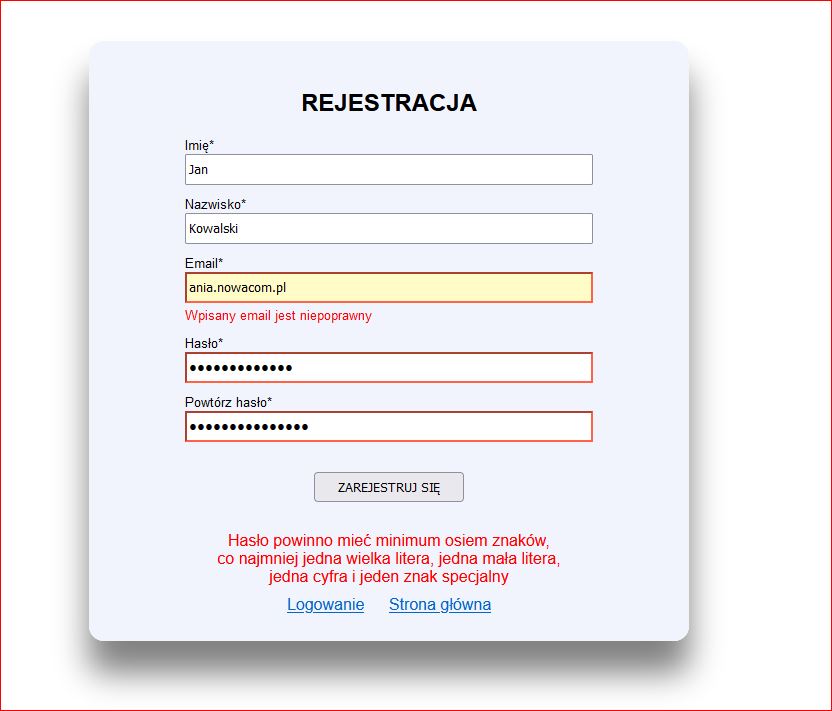 REJESTRACJA
Imię*
Jan
Nazwisko*
Kowalski
Email*
ania.nowacom.pl
Wpisany email jest niepoprawny
Hasło*
●●●●●●●●●●●●●
Powtórz hasło*
●●●●●●●●●●●●●●●
ZAREJESTRUJ SIĘ
Hasło powinno mieć minimum osiem znaków,
co najmniej jedna wielka litera, jedna mała litera,
jedna cyfra i jeden znak specjalny
Logowanie Strona główna